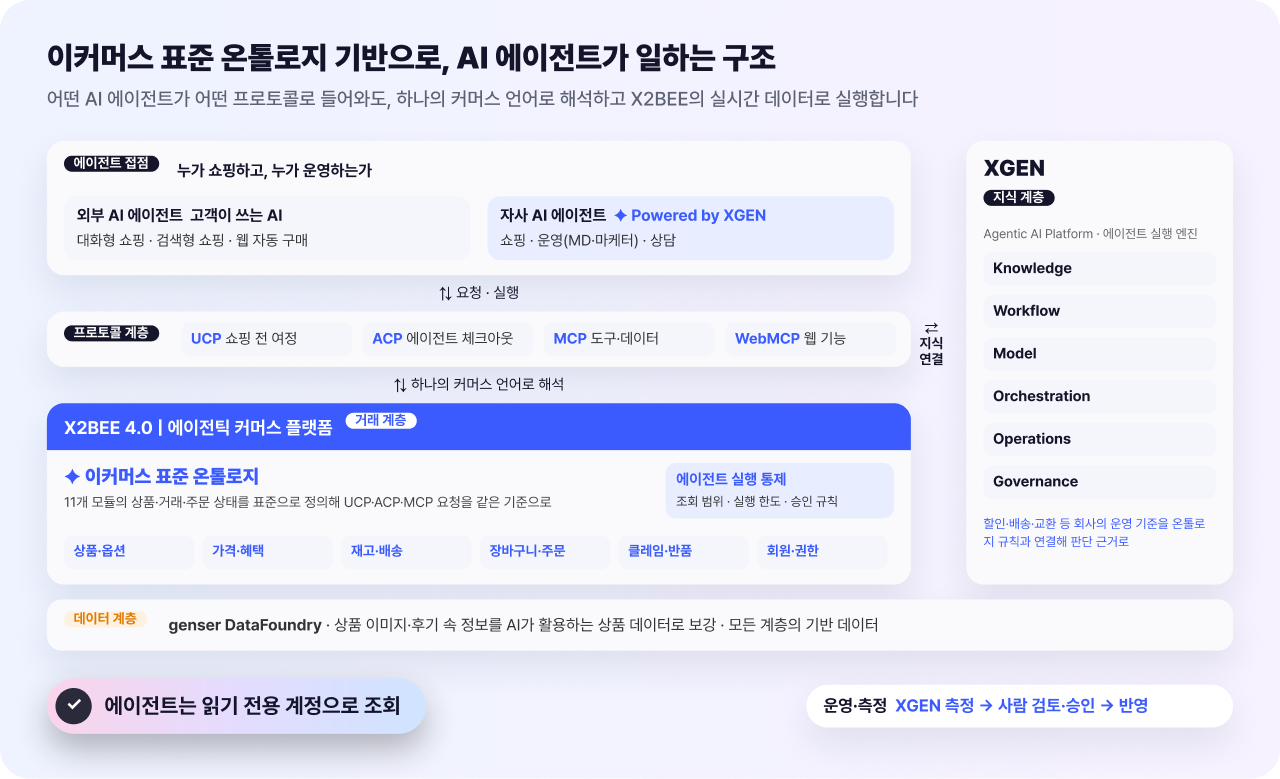 이커머스 표준 온톨로지 기반으로, AI 에이전트가 일하는 구조
어떤 AI 에이전트가 어떤 프로토콜로 들어와도, 하나의 커머스 언어로 해석하고 X2BEE의 실시간 데이터로 실행합니다
에이전트 접점
누가 쇼핑하고, 누가 운영하는가
외부 AI 에이전트 고객이 쓰는 AI
대화형 쇼핑 · 검색형 쇼핑 · 웹 자동 구매
자사 AI 에이전트 ✦ Powered by XGEN
쇼핑 · 운영(MD·마케터) · 상담
⇅ 요청 · 실행
프로토콜 계층
UCP 쇼핑 전 여정
ACP 에이전트 체크아웃
MCP 도구·데이터
WebMCP 웹 기능
⇅ 하나의 커머스 언어로 해석
X2BEE 4.0 | 에이전틱 커머스 플랫폼
거래 계층
✦ 이커머스 표준 온톨로지
11개 모듈의 상품·거래·주문 상태를 표준으로 정의해 UCP·ACP·MCP 요청을 같은 기준으로
에이전트 실행 통제
조회 범위 · 실행 한도 · 승인 규칙
상품·옵션
가격·혜택
재고·배송
장바구니·주문
클레임·반품
회원·권한
⇄
지식
연결
XGEN
지식 계층
Agentic AI Platform · 에이전트 실행 엔진
Knowledge
Workflow
Model
Orchestration
Operations
Governance
할인·배송·교환 등 회사의 운영 기준을 온톨로
지 규칙과 연결해 판단 근거로
데이터 계층
genser DataFoundry · 상품 이미지·후기 속 정보를 AI가 활용하는 상품 데이터로 보강 · 모든 계층의 기반 데이터
에이전트는 읽기 전용 계정으로 조회
운영·측정 XGEN 측정 → 사람 검토·승인 → 반영